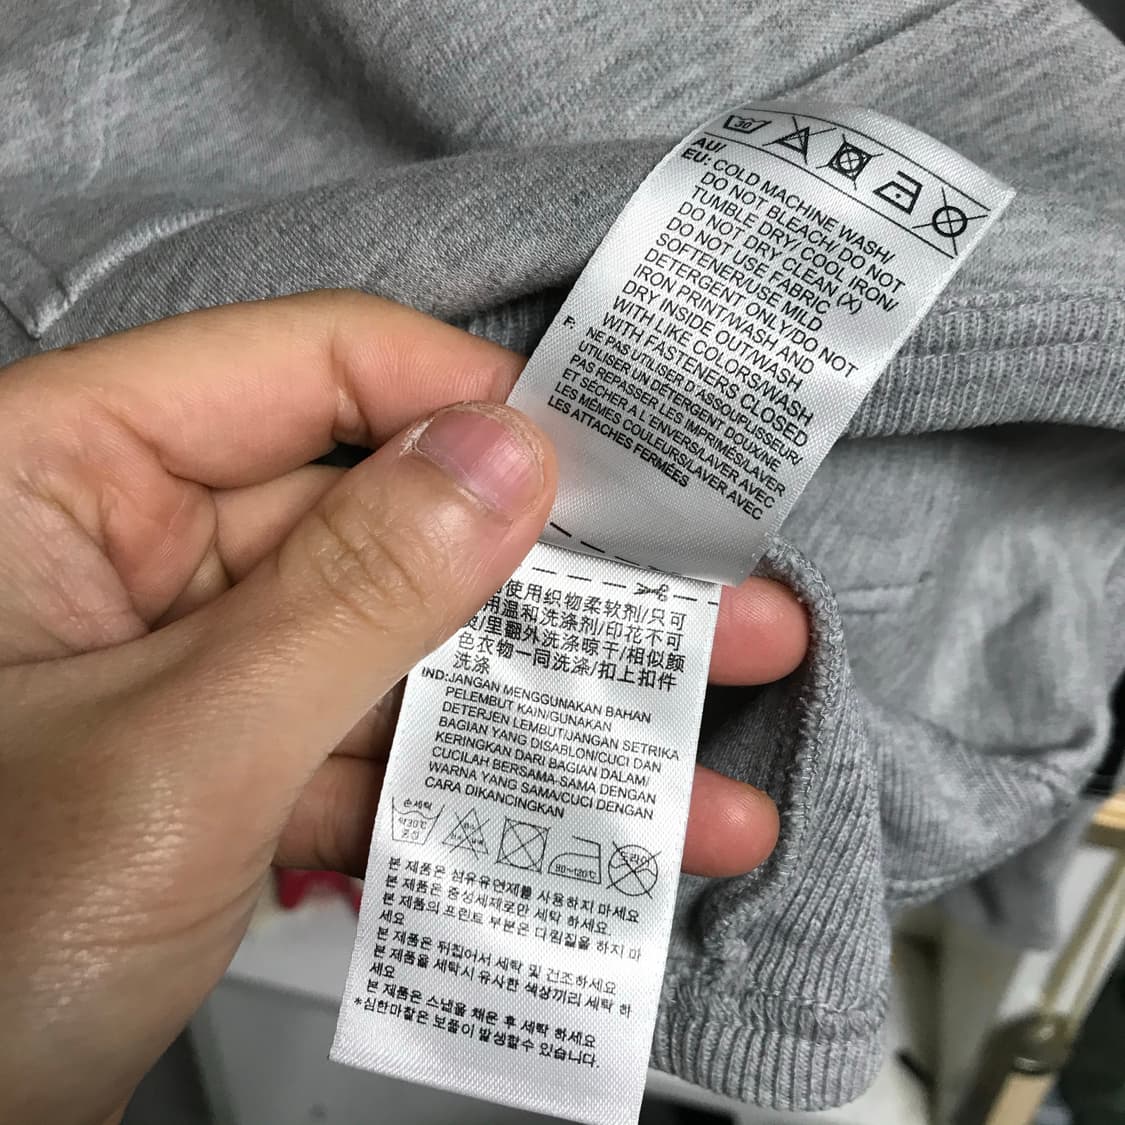 30
AU/
EU: COLD MACHINE WASH/
DO NOT BLEACH/ DO NOT
TUMBLE DRY/ COOL IRON/
DO NOT DRY CLEAN (X)
DO NOT USE FABRIC
SOFTENER/USE MILD
DETERGENT ONLY/DO NOT
IRON PRINT/WASH AND
DRY INSIDE OUT/WASH
WITH LIKE COLORS/WASH
WITH FASTENERS CLOSED
F: NE PAS UTILISER D'ASSOUPLISSEUR/
UTILISER UN DÉTERGENT DOUX/NE
PAS REPASSER LES IMPRIMÉS/LAVER
ET SÉCHER A L'ENVERS/LAVER AVEC
LES MÊMES COULEURS/LAVER AVEC
LES ATTACHES FERMÉES
使用织物柔软剂/只可
用温和洗涤剂/印花不可
/里翻外洗涤晾干/相似颜
色衣物一同洗涤/扣上扣件
洗涤
IND:JANGAN MENGGUNAKAN BAHAN
PELEMBUT KAIN/GUNAKAN
DETERJEN LEMBUT/JANGAN SETRIKA
BAGIAN YANG DISABLON/CUCI DAN
KERINGKAN DARI BAGIAN DALAM/
CUCILAH BERSAMA-SAMA DENGAN
WARNA YANG SAMA/CUCI DENGAN
CARA DIKANCINGKAN
손세탁
약30℃
중성
80~120℃
드라이
본 제품은 섬유유연제를 사용하지 마세요
본 제품은 중성세제로만 세탁 하세요
본 제품의 프린트 부분은 다림질을 하지 마
세요
본 제품은 뒤집어서 세탁 및 건조하세요
본 제품을 세탁시 유사한 색상끼리 세탁 하
세요
본 제품은 스냅을 채운 후 세탁 하세요
*심한마찰은 보풀이 발생할수 있습니다.